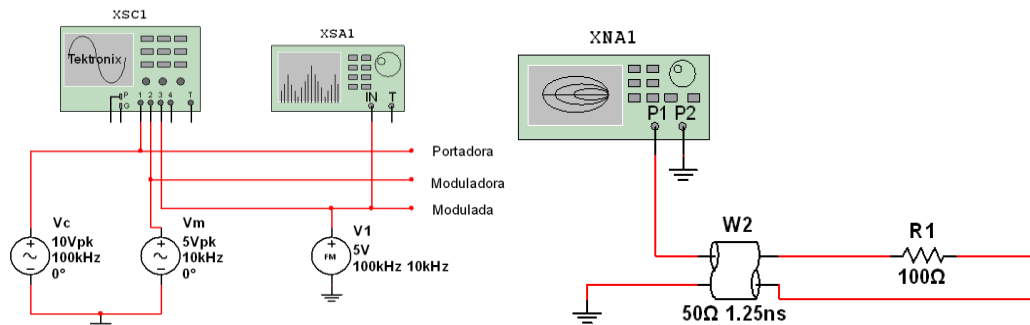 XSC1
Tektronix
P
G
1 2 3 4 T
XSA1
IN T
Portadora
Moduladora
Modulada
Vc
10Vpk
100kHz
0°
Vm
5Vpk
10kHz
0°
V1
5V
100kHz 10kHz
FM
XNA1
P1 P2
W2
50Ω 1.25ns
R1
100Ω